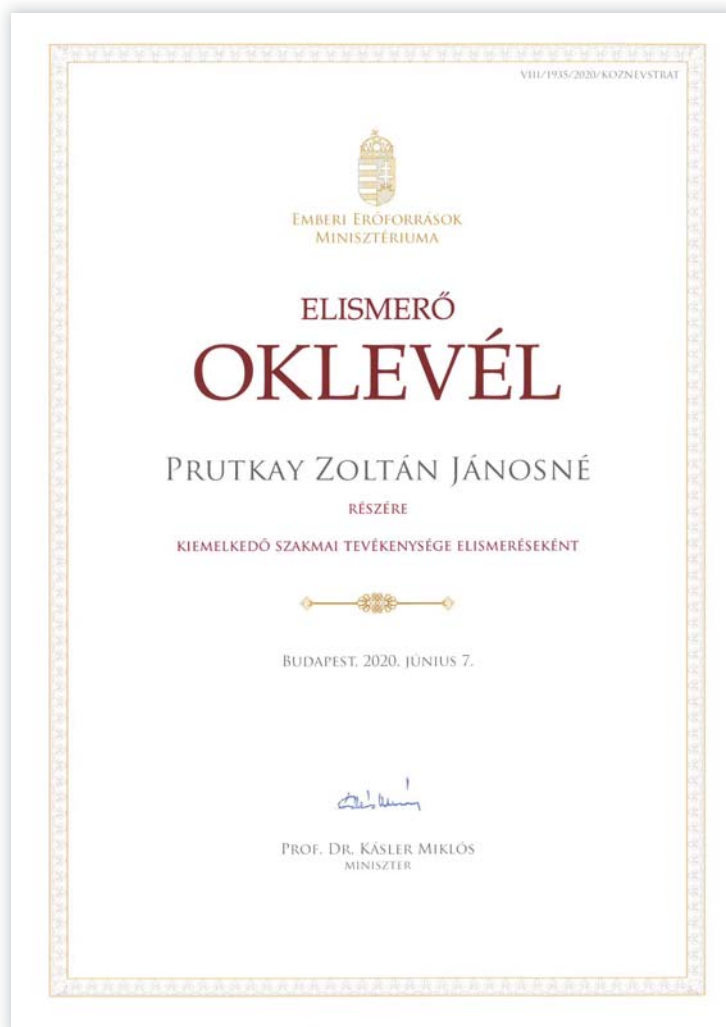 VIII/1935/2020/KOZNEVSTRAT
EMBERI ERŐFORRÁSOK
MINISZTÉRIUMA
ELISMERŐ
OKLEVÉL
PRUTKAY ZOLTÁN JÁNOSNÉ
RÉSZÉRE
KIEMELKEDŐ SZAKMAI TEVÉKENYSÉGE ELISMERÉSEKÉNT
BUDAPEST, 2020. JÚNIUS 7.
PROF. DR. KÁSLER MIKLÓS
MINISZTER